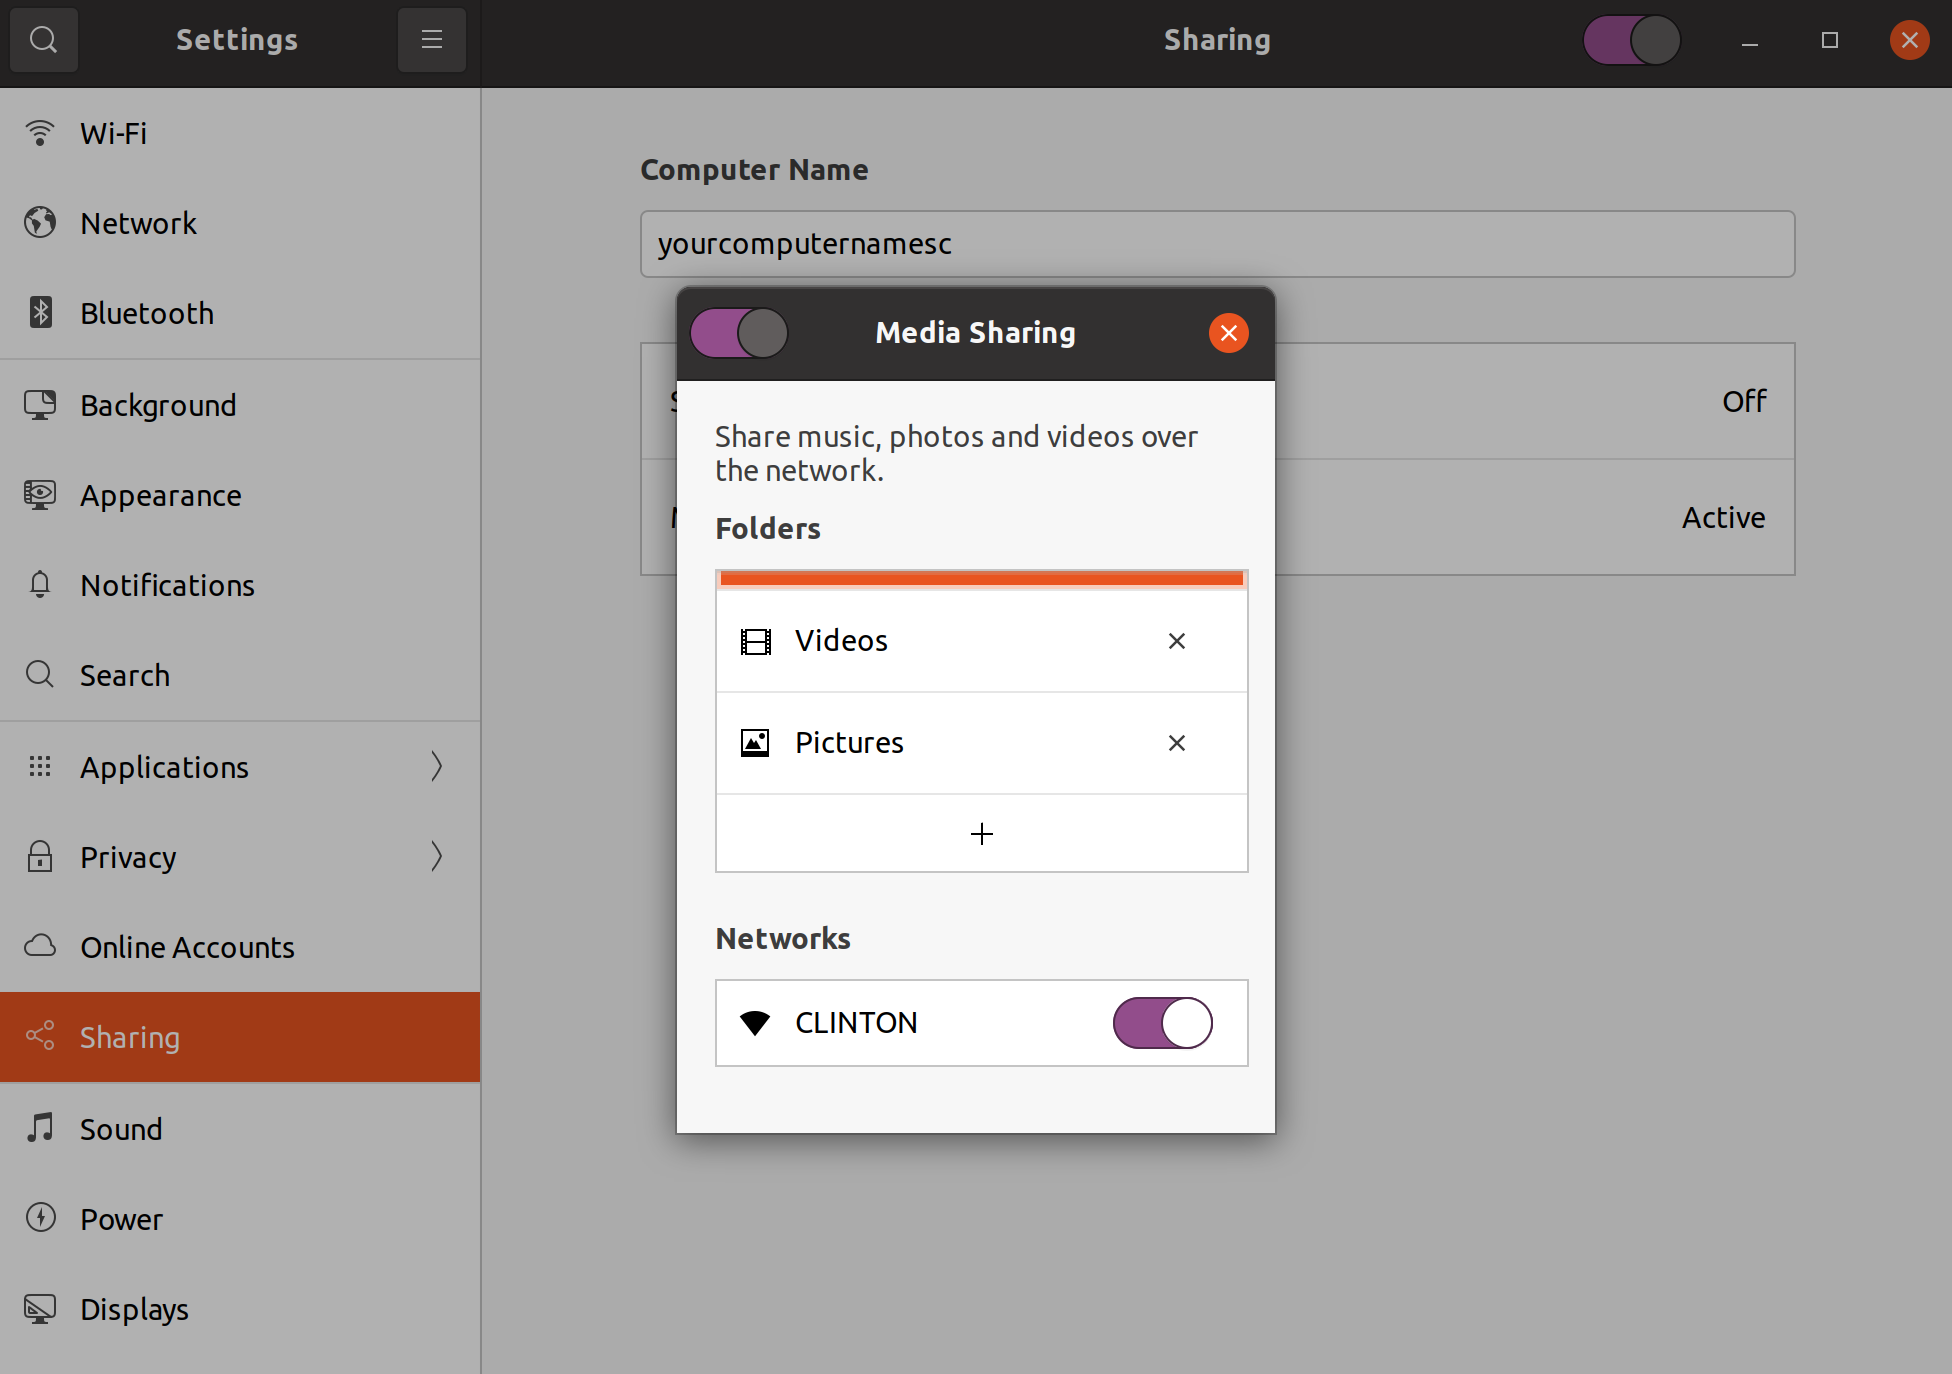 Settings
Sharing
Wi-Fi
Network
Bluetooth
Background
Appearance
Notifications
Search
Applications
Privacy
Online Accounts
Sharing
Sound
Power
Displays
Computer Name
yourcomputernamesc
Off
Active
Media Sharing
Share music, photos and videos over
the network.
Folders
Videos
Pictures
Networks
CLINTON